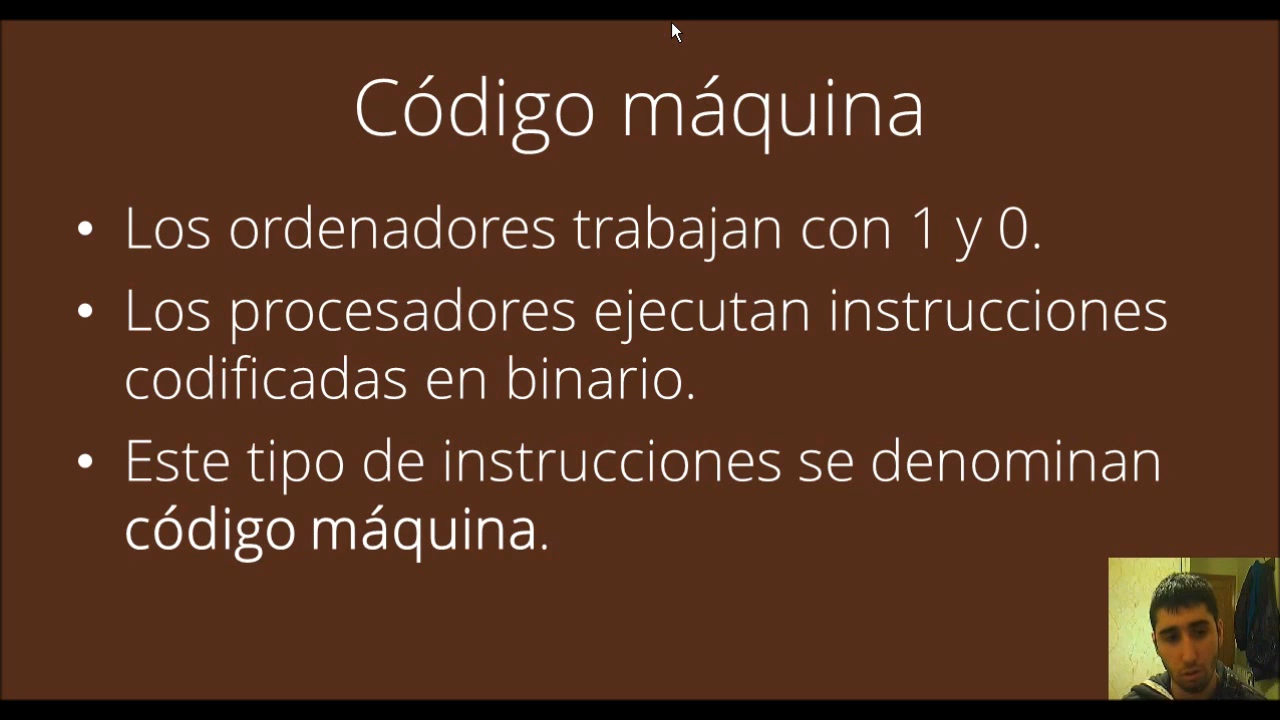 Código máquina
• Los ordenadores trabajan con 1 y 0.
• Los procesadores ejecutan instrucciones
codificadas en binario.
• Este tipo de instrucciones se denominan
código máquina.